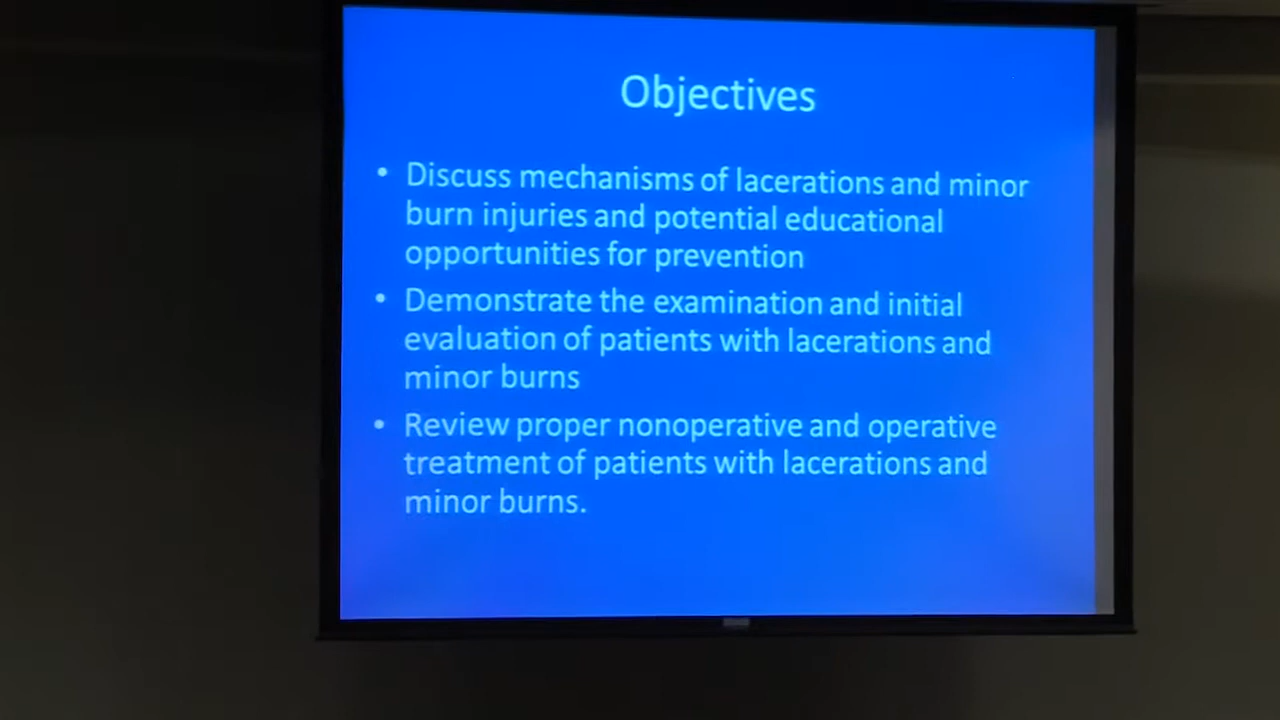 Objectives
• Discuss mechanisms of lacerations and minor
burn injuries and potential educational
opportunities for prevention
• Demonstrate the examination and initial
evaluation of patients with lacerations and
minor burns
• Review proper nonoperative and operative
treatment of patients with lacerations and
minor burns.